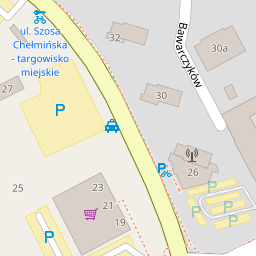 ul. Szosa
Chełmińska
- targowisko
miejskie
32
Bawarczyków
30a
27
30
P
P
26
25
23
21
19
P
P
P
P
P